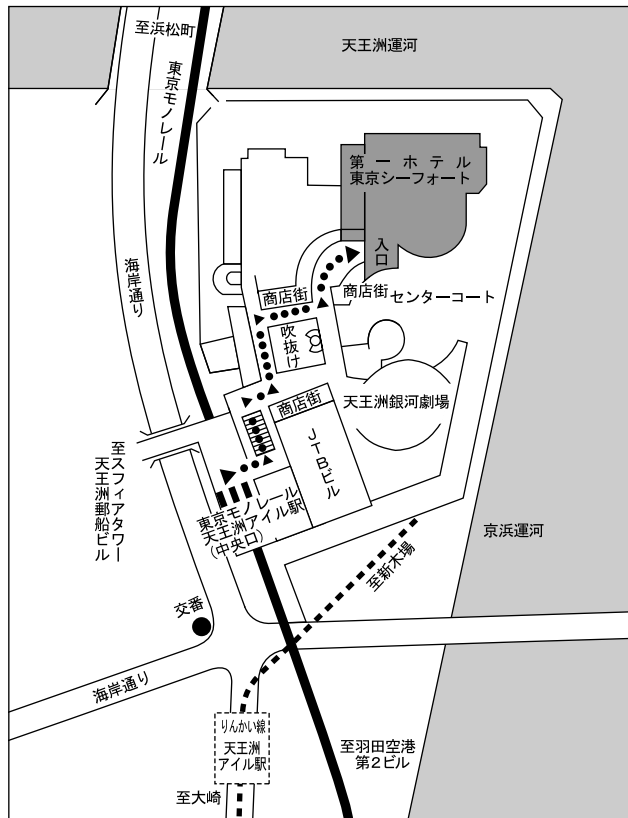 至浜松町
天王洲運河
東京モノレール
第一ホテル
東京シーフォート
入口
海岸通り
商店街
商店街
センターコート
吹抜け
商店街
天王洲銀河劇場
JTBビル
至スフィアタワー
天王洲郵船ビル
東京モノレール
天王洲アイル駅
(中央口)
京浜運河
至新木場
交番
海岸通り
りんかい線
天王洲
アイル駅
至羽田空港
第2ビル
至大崎